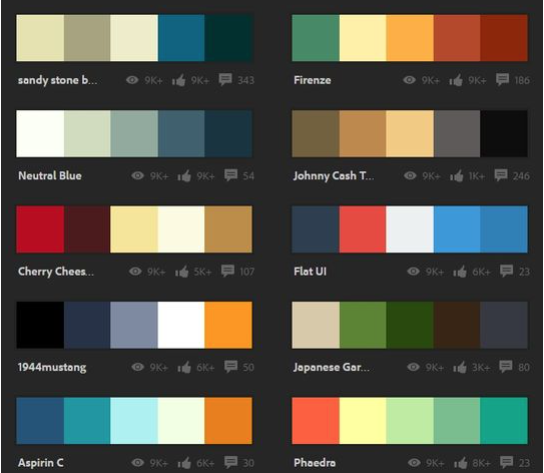 sandy stone b... 9K+ 9K+ 343
Firenze 9K+ 9K+ 186
Neutral Blue 9K+ 9K+ 54
Johnny Cash T... 9K+ 1K+ 246
Cherry Chees... 9K+ 5K+ 107
Flat UI 9K+ 6K+ 23
1944mustang 9K+ 6K+ 50
Japanese Gar... 9K+ 3K+ 80
Aspirin C 9K+ 6K+ 30
Phaedra 9K+ 8K+ 23